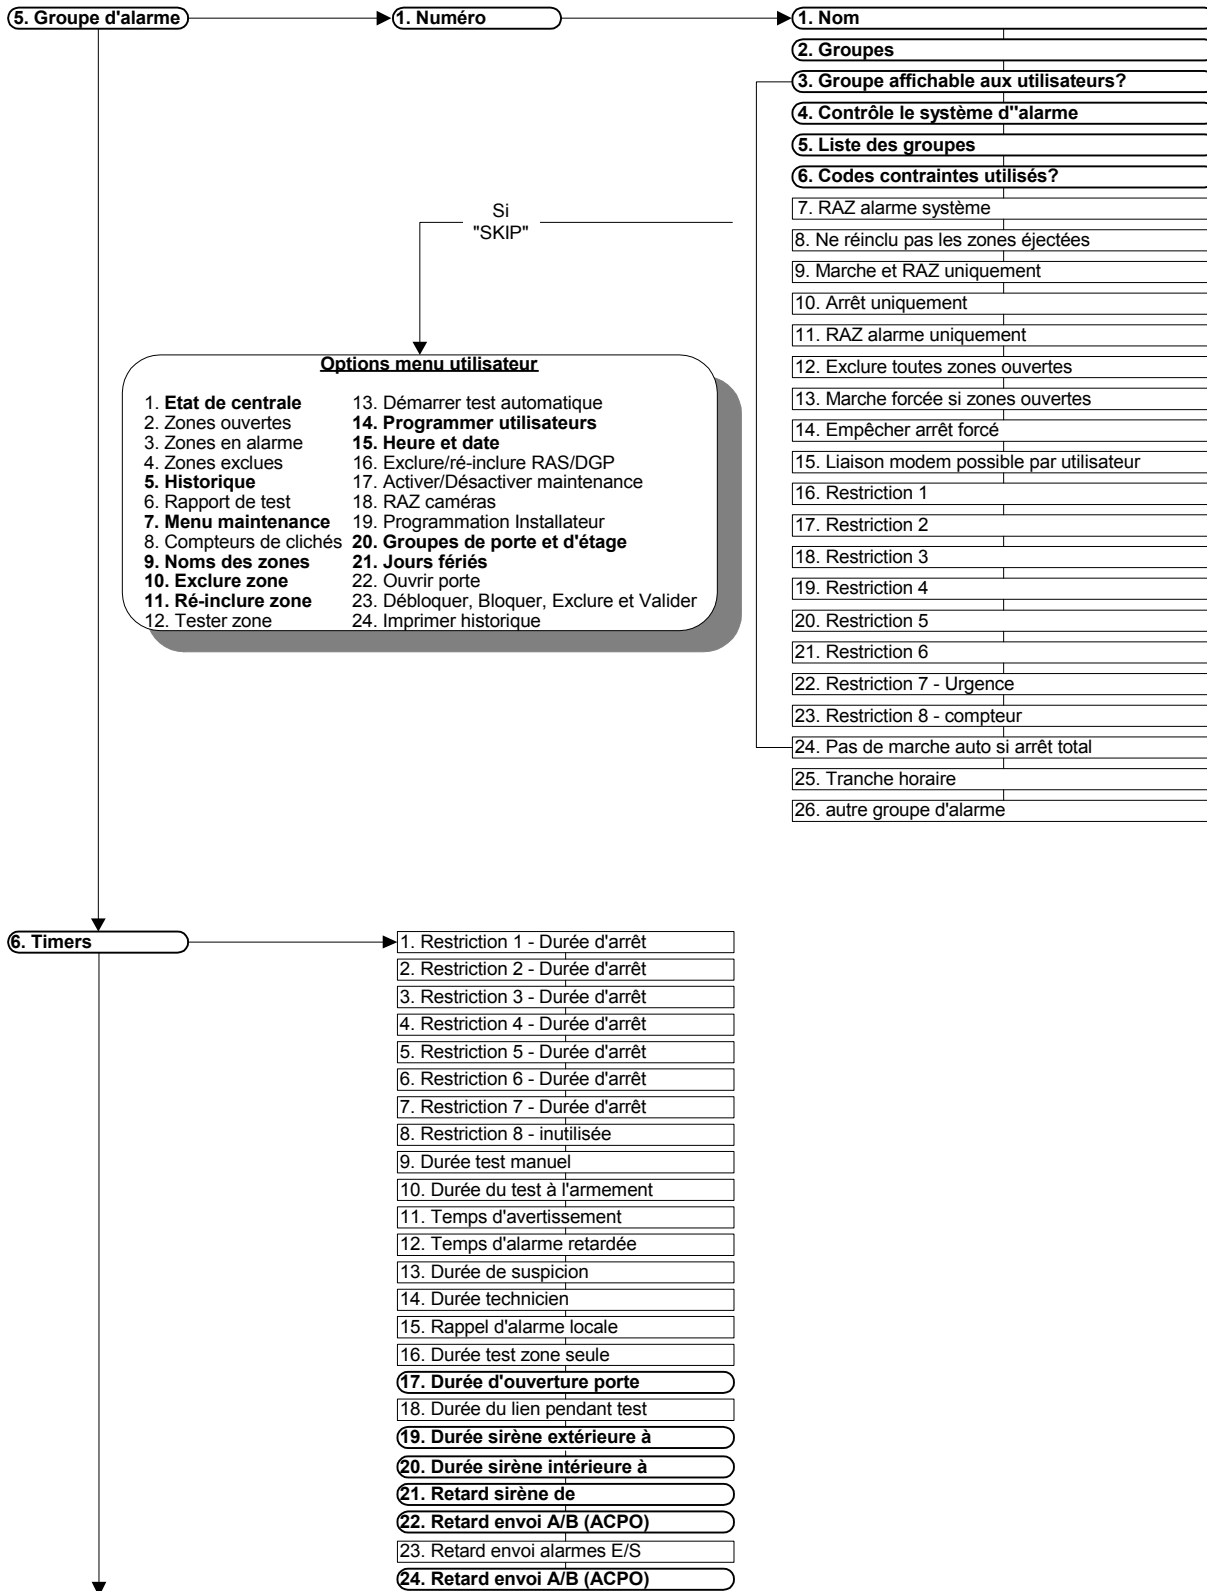 5. Groupe d'alarme
1. Numéro
1. Nom
2. Groupes
3. Groupe affichable aux utilisateurs?
4. Contrôle le système d''alarme
5. Liste des groupes
6. Codes contraintes utilisés?
7. RAZ alarme système
8. Ne réinclu pas les zones éjectées
9. Marche et RAZ uniquement
10. Arrêt uniquement
11. RAZ alarme uniquement
12. Exclure toutes zones ouvertes
13. Marche forcée si zones ouvertes
14. Empêcher arrêt forcé
15. Liaison modem possible par utilisateur
16. Restriction 1
17. Restriction 2
18. Restriction 3
19. Restriction 4
20. Restriction 5
21. Restriction 6
22. Restriction 7 - Urgence
23. Restriction 8 - compteur
24. Pas de marche auto si arrêt total
25. Tranche horaire
26. autre groupe d'alarme
Si
"SKIP"
Options menu utilisateur
1. Etat de centrale
2. Zones ouvertes
3. Zones en alarme
4. Zones exclues
5. Historique
6. Rapport de test
7. Menu maintenance
8. Compteurs de clichés
9. Noms des zones
10. Exclure zone
11. Ré-inclure zone
12. Tester zone
13. Démarrer test automatique
14. Programmer utilisateurs
15. Heure et date
16. Exclure/ré-inclure RAS/DGP
17. Activer/Désactiver maintenance
18. RAZ caméras
19. Programmation Installateur
20. Groupes de porte et d'étage
21. Jours fériés
22. Ouvrir porte
23. Débloquer, Bloquer, Exclure et Valider
24. Imprimer historique
6. Timers
1. Restriction 1 - Durée d'arrêt
2. Restriction 2 - Durée d'arrêt
3. Restriction 3 - Durée d'arrêt
4. Restriction 4 - Durée d'arrêt
5. Restriction 5 - Durée d'arrêt
6. Restriction 6 - Durée d'arrêt
7. Restriction 7 - Durée d'arrêt
8. Restriction 8 - inutilisée
9. Durée test manuel
10. Durée du test à l'armement
11. Temps d'avertissement
12. Temps d'alarme retardée
13. Durée de suspicion
14. Durée technicien
15. Rappel d'alarme locale
16. Durée test zone seule
17. Durée d'ouverture porte
18. Durée du lien pendant test
19. Durée sirène extérieure à
20. Durée sirène intérieure à
21. Retard sirène de
22. Retard envoi A/B (ACPO)
23. Retard envoi alarmes E/S
24. Retard envoi A/B (ACPO)